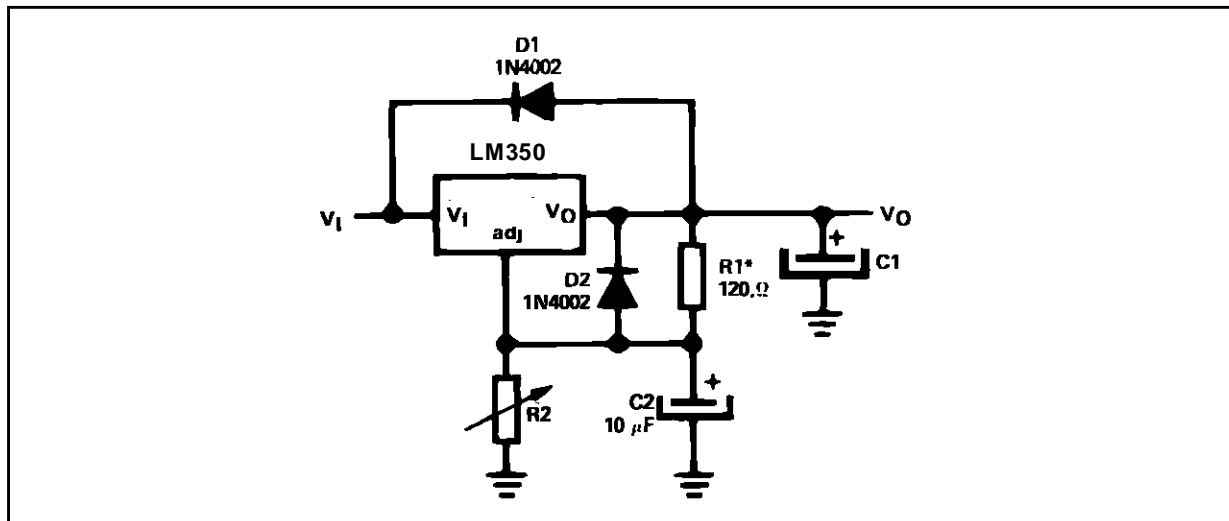 D1
1N4002
LM350
VI
VI
VO
adj
VO
D2
1N4002
R1*
120.Ω
+
C1
R2
C2
10 μF
+